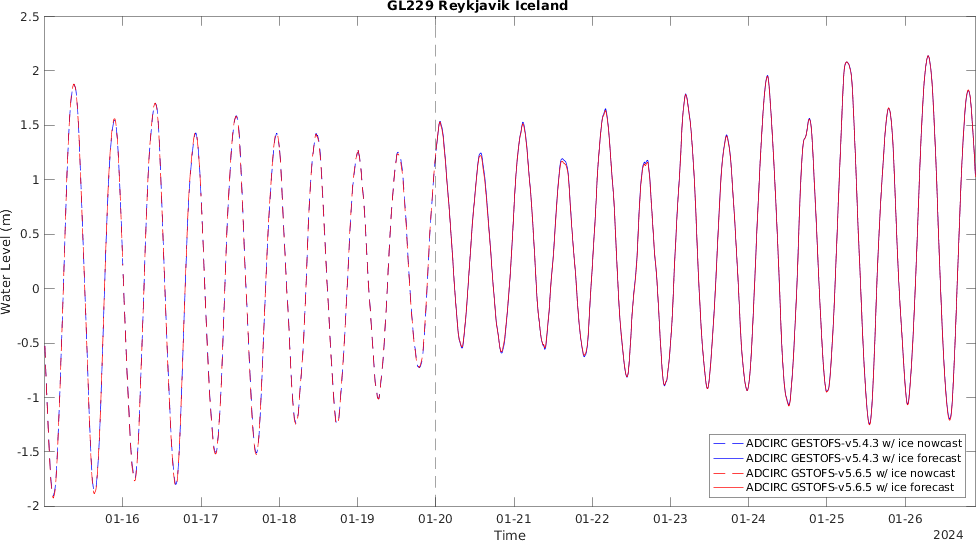 GL229 Reykjavik Iceland
Water Level (m)
2.5
2
1.5
1
0.5
0
-0.5
-1
-1.5
-2
ADCIRC GESTOFS-v5.4.3 w/ ice nowcast
ADCIRC GESTOFS-v5.4.3 w/ ice forecast
ADCIRC GSTOFS-v5.6.5 w/ ice nowcast
ADCIRC GSTOFS-v5.6.5 w/ ice forecast
01-16 01-17 01-18 01-19 01-20 01-21 01-22 01-23 01-24 01-25 01-26
Time
2024